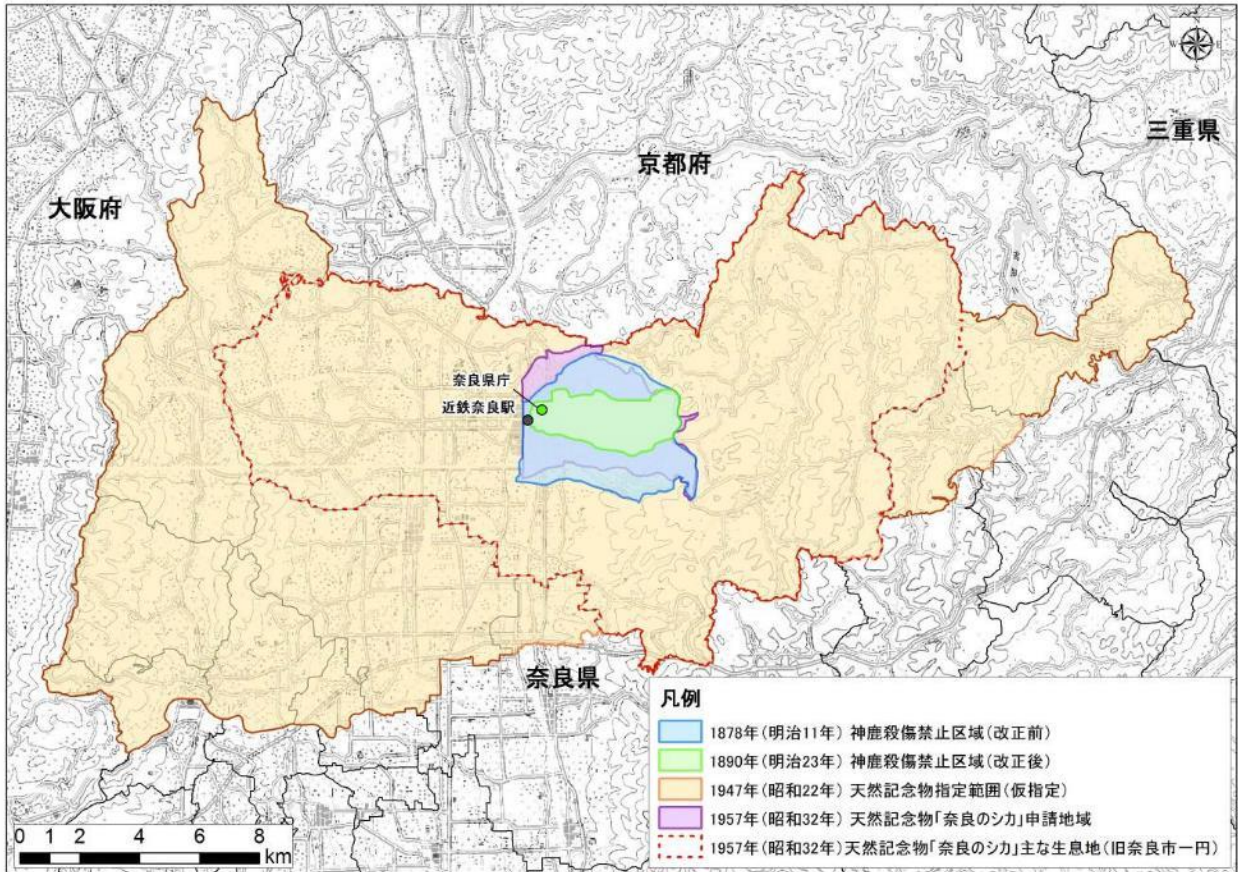 三重県
京都府
大阪府
奈良県庁
近鉄奈良駅
奈良県
凡例
1878年(明治11年) 神鹿殺傷禁止区域(改正前)
1890年(明治23年) 神鹿殺傷禁止区域(改正後)
1947年(昭和22年) 天然記念物指定範囲(仮指定)
1957年(昭和32年) 天然記念物「奈良のシカ」申請地域
1957年(昭和32年)天然記念物「奈良のシカ」主な生息地(旧奈良市一円)
0 1 2 4 6 8
km